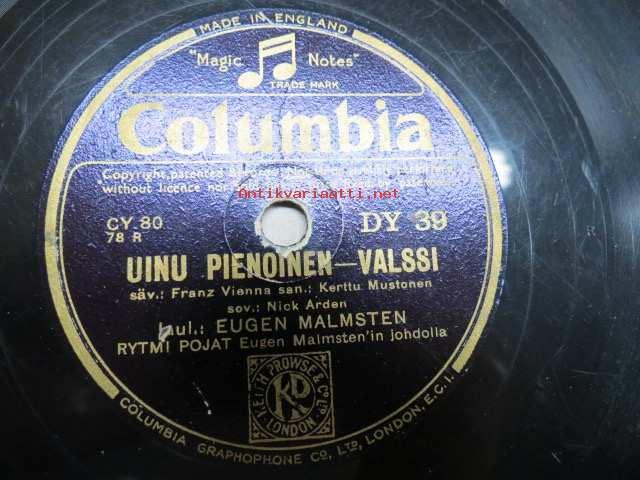 MADE IN ENGLAND
"Magic Notes"
TRADE MARK
Columbia
Copyright, patented
without licence nor
Antikvariaatti.net
CY 80
78 R
DY 39
UINU PIENOINEN—VALSSI
säv.: Franz Vienna san.: Kerttu Mustonen
sov.: Nick Arden
laul.: EUGEN MALMSTEN
RYTMI POJAT Eugen Malmsten'in johdolla
KEITH PROWSE & Co Ltd
KP
LONDON
COLUMBIA GRAPHOPHONE CO, LTD, LONDON, E.C.1.